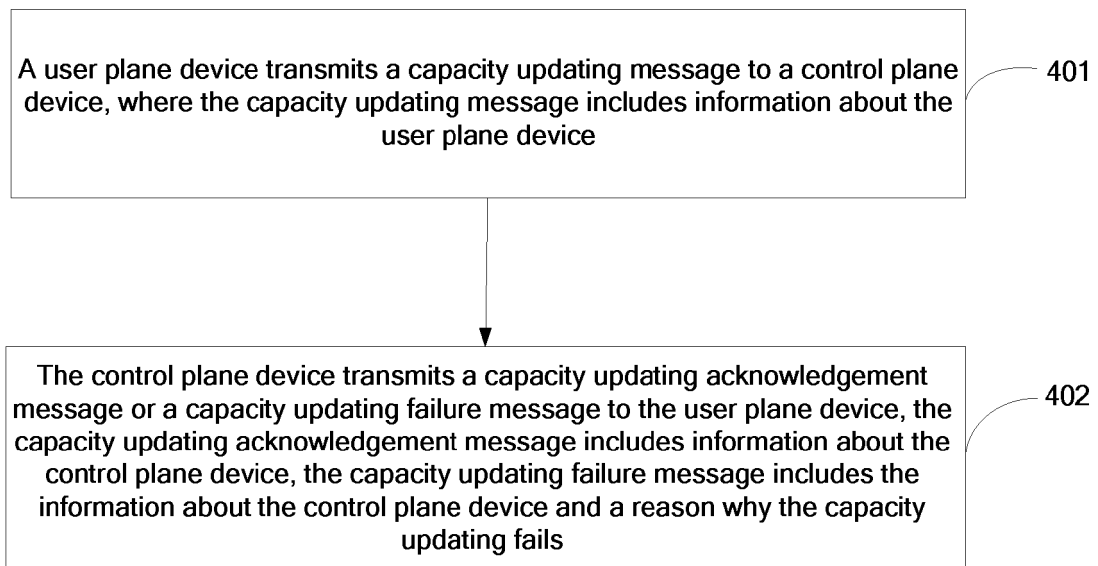 A user plane device transmits a capacity updating message to a control plane
device, where the capacity updating message includes information about the
user plane device
401
The control plane device transmits a capacity updating acknowledgement
message or a capacity updating failure message to the user plane device, the
capacity updating acknowledgement message includes information about the
control plane device, the capacity updating failure message includes the
information about the control plane device and a reason why the capacity
updating fails
402